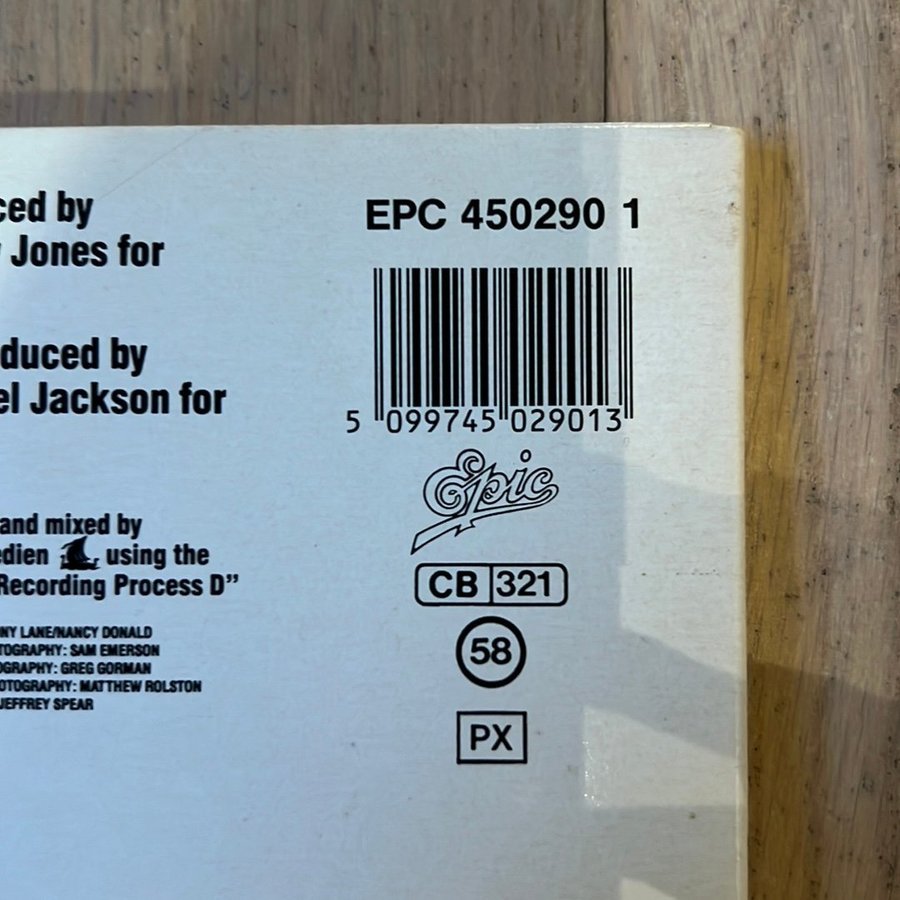 ced by
Jones for
EPC 450290 1
duced by
el Jackson for
5 099745 029013
Epic
and mixed by
edien using the
Recording Process D”
CB 321
NY LANE/NANCY DONALD
TOGRAPHY: SAM EMERSON
OGRAPHY: GREG GORMAN
OTOGRAPHY: MATTHEW ROLSTON
JEFFREY SPEAR
58
PX